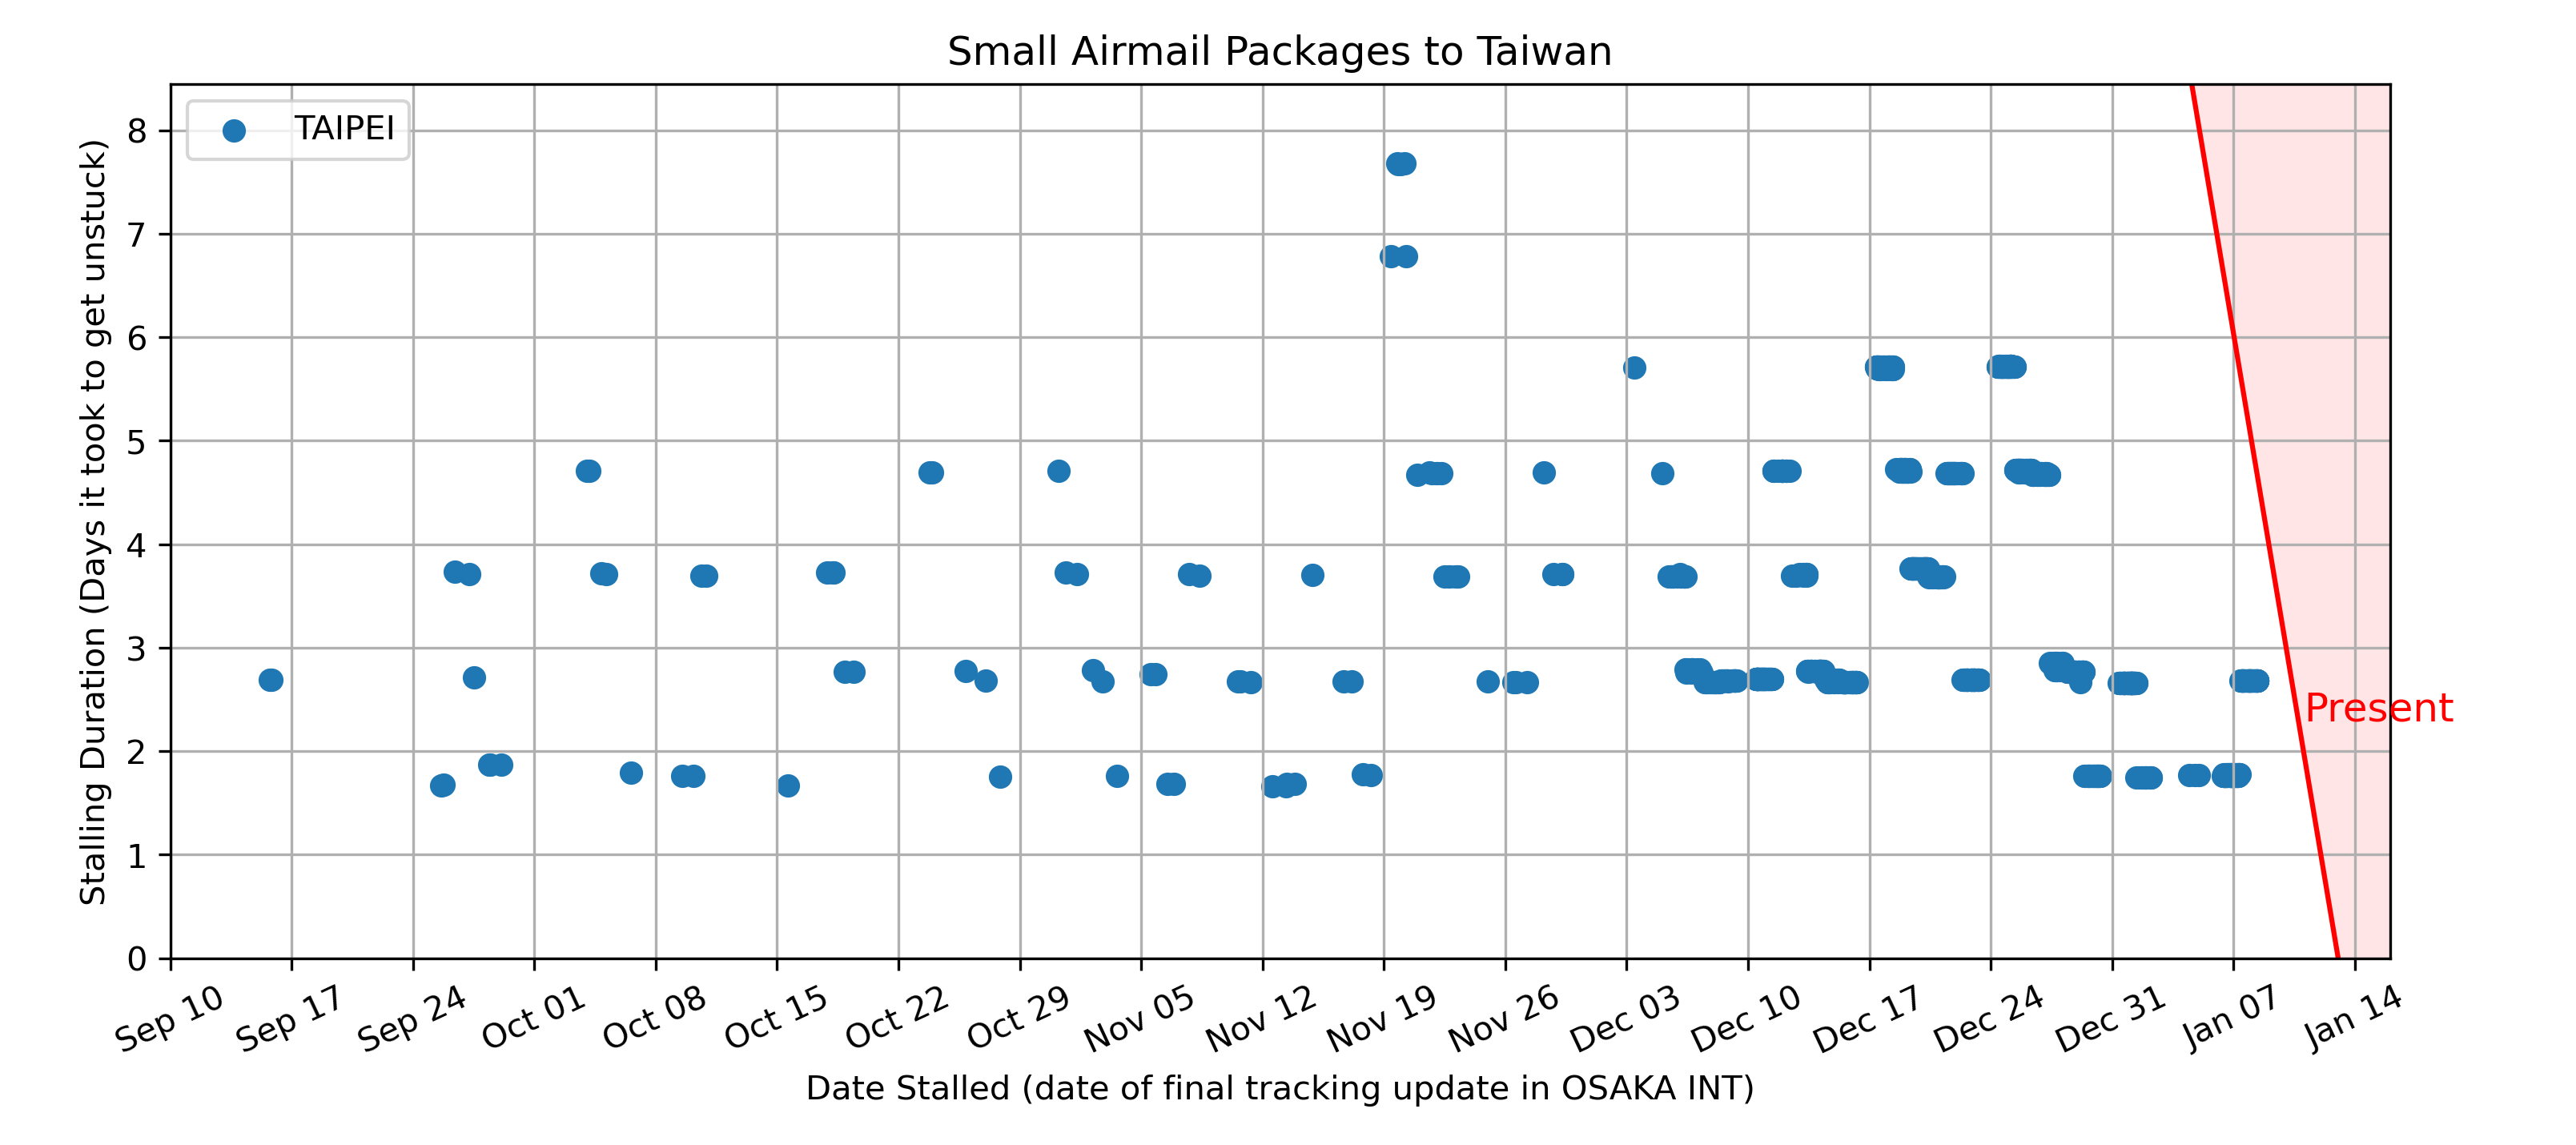 Small Airmail Packages to Taiwan
TAIPEI
Stalling Duration (Days it took to get unstuck)
8
7
6
5
4
3
2
1
0
Present
Sep 10 Sep 17 Sep 24 Oct 01 Oct 08 Oct 15 Oct 22 Oct 29 Nov 05 Nov 12 Nov 19 Nov 26 Dec 03 Dec 10 Dec 17 Dec 24 Dec 31 Jan 07 Jan 14
Date Stalled (date of final tracking update in OSAKA INT)